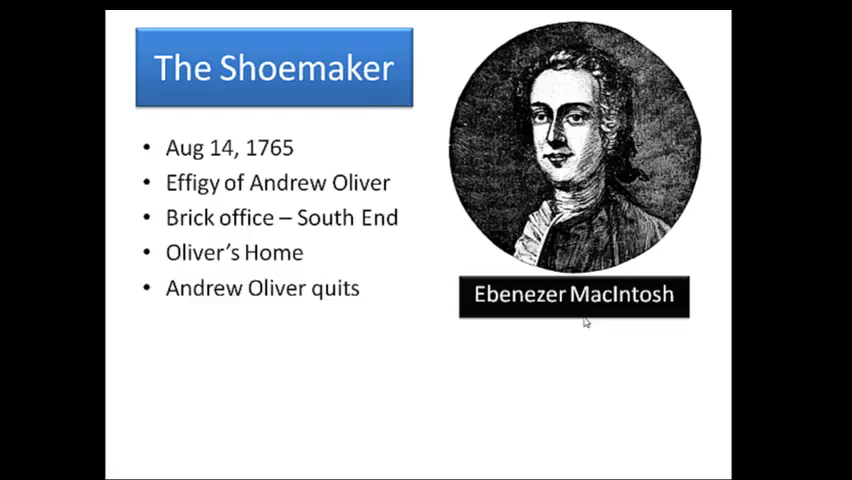 The Shoemaker
• Aug 14, 1765
• Effigy of Andrew Oliver
• Brick office – South End
• Oliver's Home
• Andrew Oliver quits
Ebenezer MacIntosh